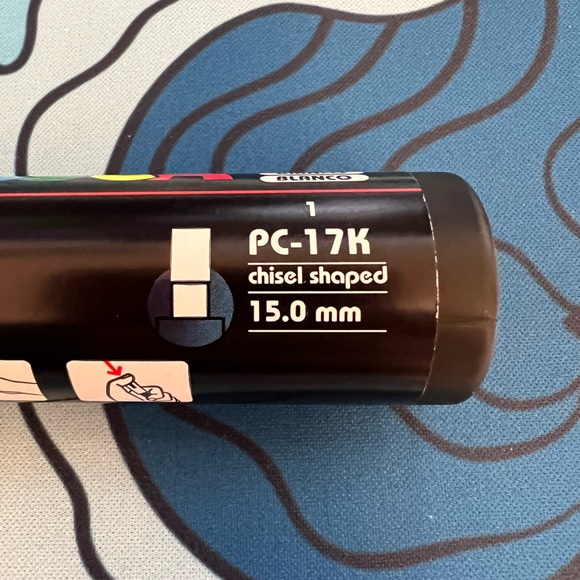 BLANCO
1
PC-17K
chisel shaped
15.0 mm